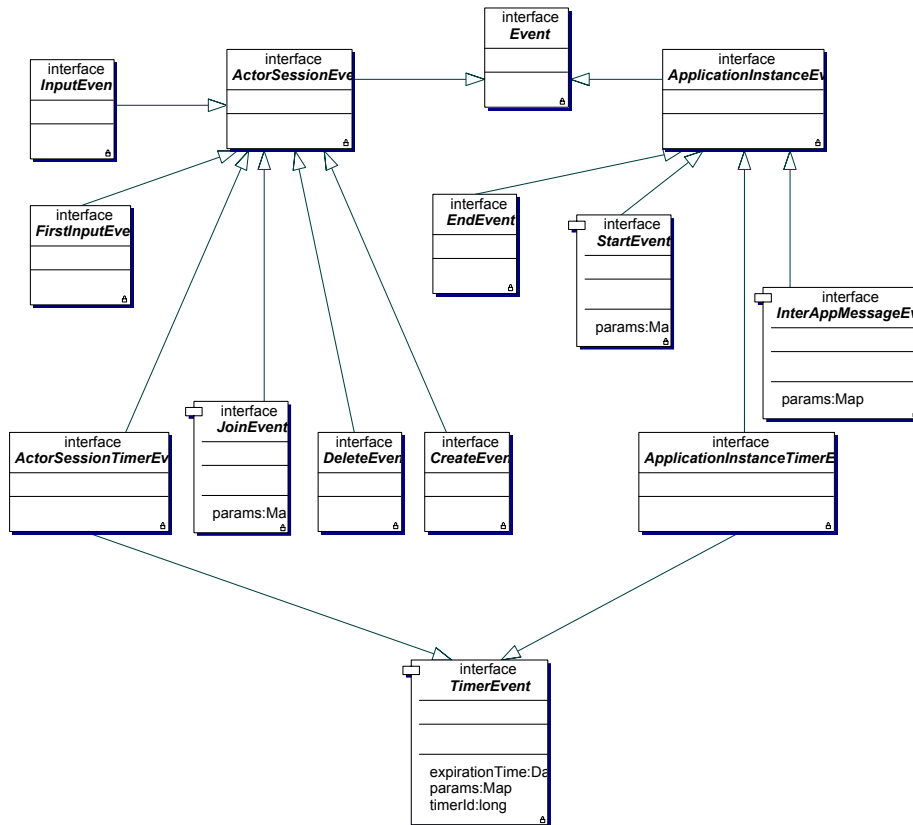 interface
Event
interface
ActorSessionEve
interface
ApplicationInstanceEv
interface
InputEven
interface
FirstInputEve
interface
EndEvent
interface
StartEvent
params:Ma
interface
InterAppMessageEv
params:Map
interface
ActorSessionTimerEv
interface
JoinEvent
params:Ma
interface
DeleteEven
interface
CreateEven
interface
ApplicationInstanceTimerE
interface
TimerEvent
expirationTime:Da
params:Map
timerId:long